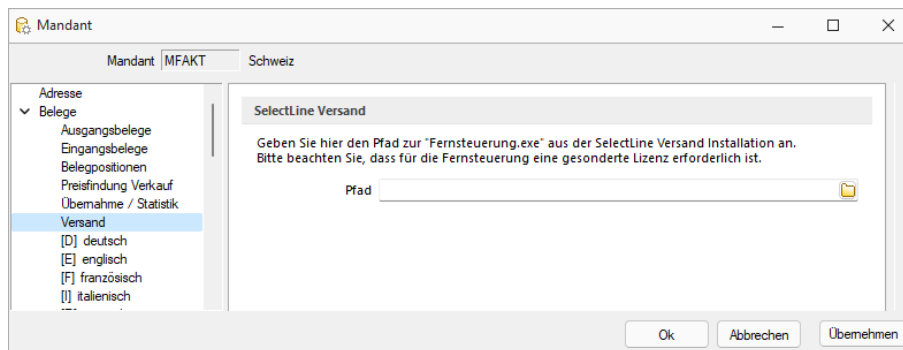 Mandant
Mandant MFAKT Schweiz
Adresse
Belege
Ausgangsbelege
Eingangsbelege
Belegpositionen
Preisfindung Verkauf
Übernahme / Statistik
Versand
[D] deutsch
[E] englisch
[F] französisch
[I] italienisch
SelectLine Versand
Geben Sie hier den Pfad zur "Fernsteuerung.exe" aus der SelectLine Versand Installation an.
Bitte beachten Sie, dass für die Fernsteuerung eine gesonderte Lizenz erforderlich ist.
Pfad
Ok Abbrechen Übernehmen